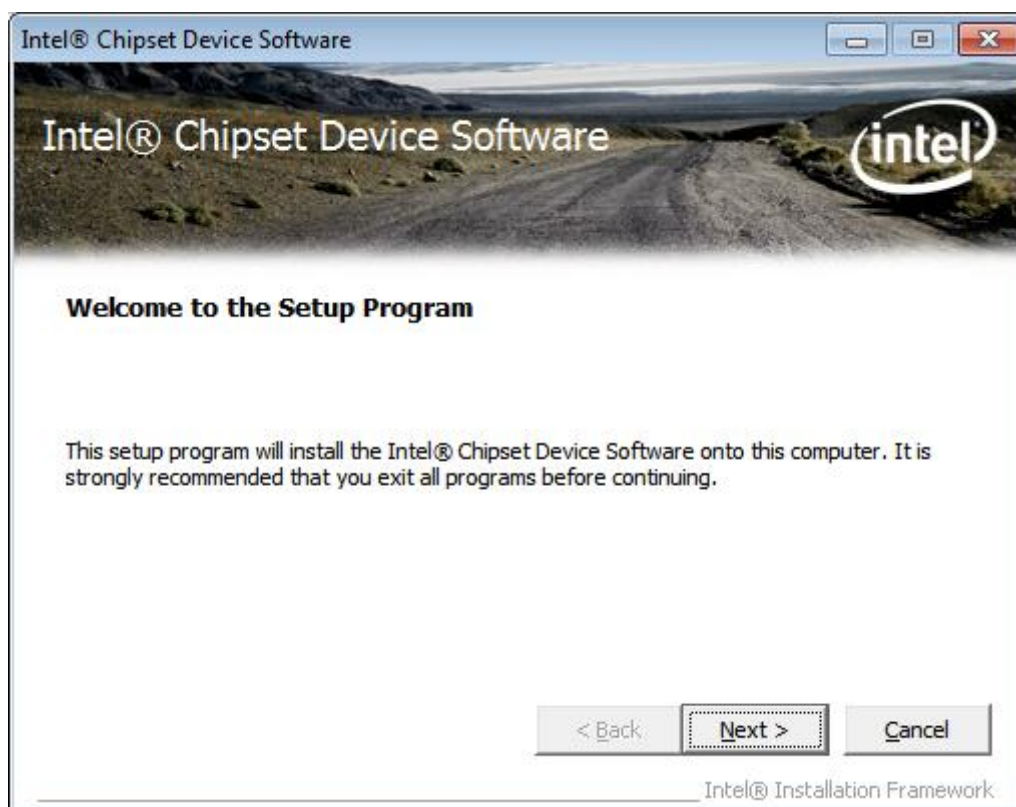 Intel® Chipset Device Software
Intel® Chipset Device Software
intel
Welcome to the Setup Program
This setup program will install the Intel® Chipset Device Software onto this computer. It is
strongly recommended that you exit all programs before continuing.
< Back Next > Cancel
Intel® Installation Framework